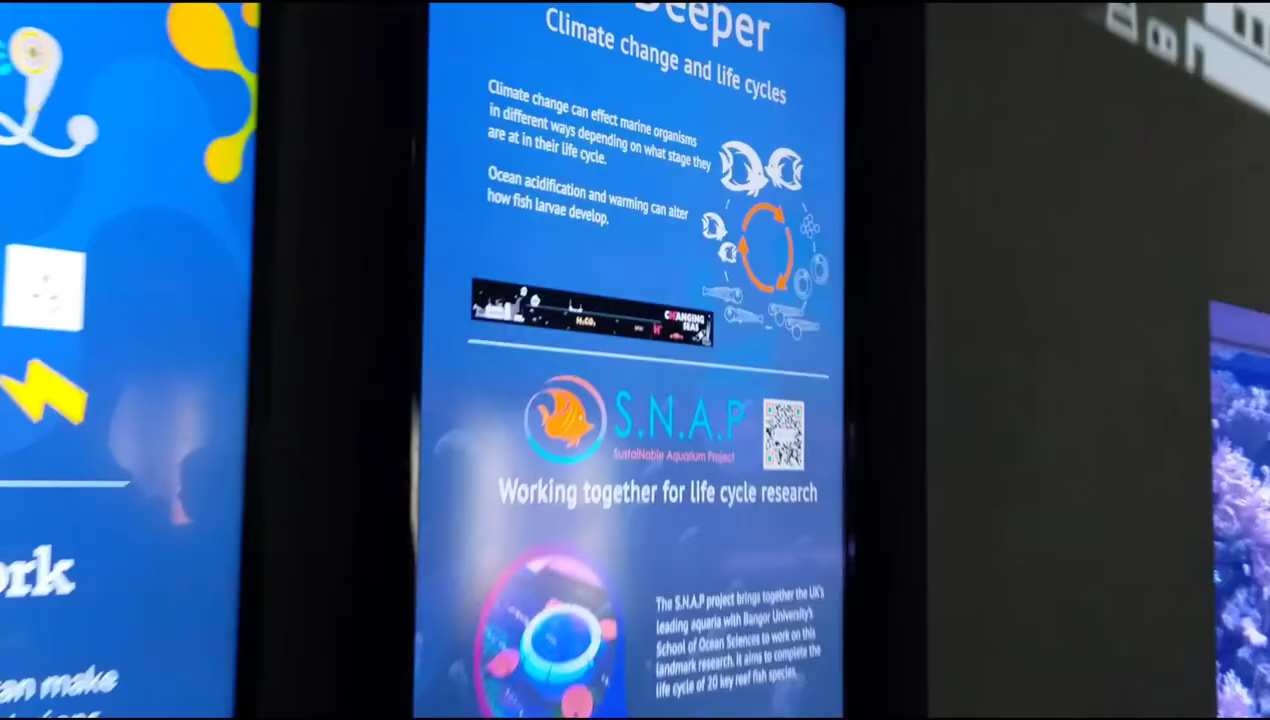 Deeper
Climate change and life cycles
Climate change can effect marine organisms
in different ways depending on what stage they
are at in their life cycle.
Ocean acidification and warming can alter
how fish larvae develop.
H₂CO₃
CHANGING
SEAS
S.N.A.P
SustaiNable Aquarium Project
Working together for life cycle research
The S.N.A.P project brings together the UK's
leading aquaria with Bangor University's
School of Ocean Sciences to work on this
landmark research. It aims to complete the
life cycle of 20 key reef fish species.
ork
an make